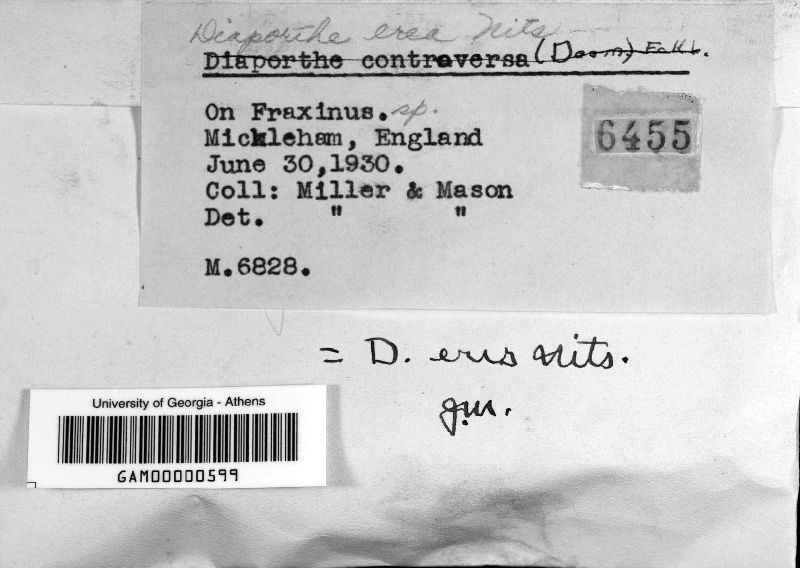 Diaporthe eres Nits
Diaporthe controversa (Desm) Fckl.
On Fraxinus. sp.
Mickleham, England
June 30,1930.
Coll: Miller & Mason
Det. " "
M.6828.
6455
= D. eres Nits.
J.M.
University of Georgia - Athens
GAM00000599